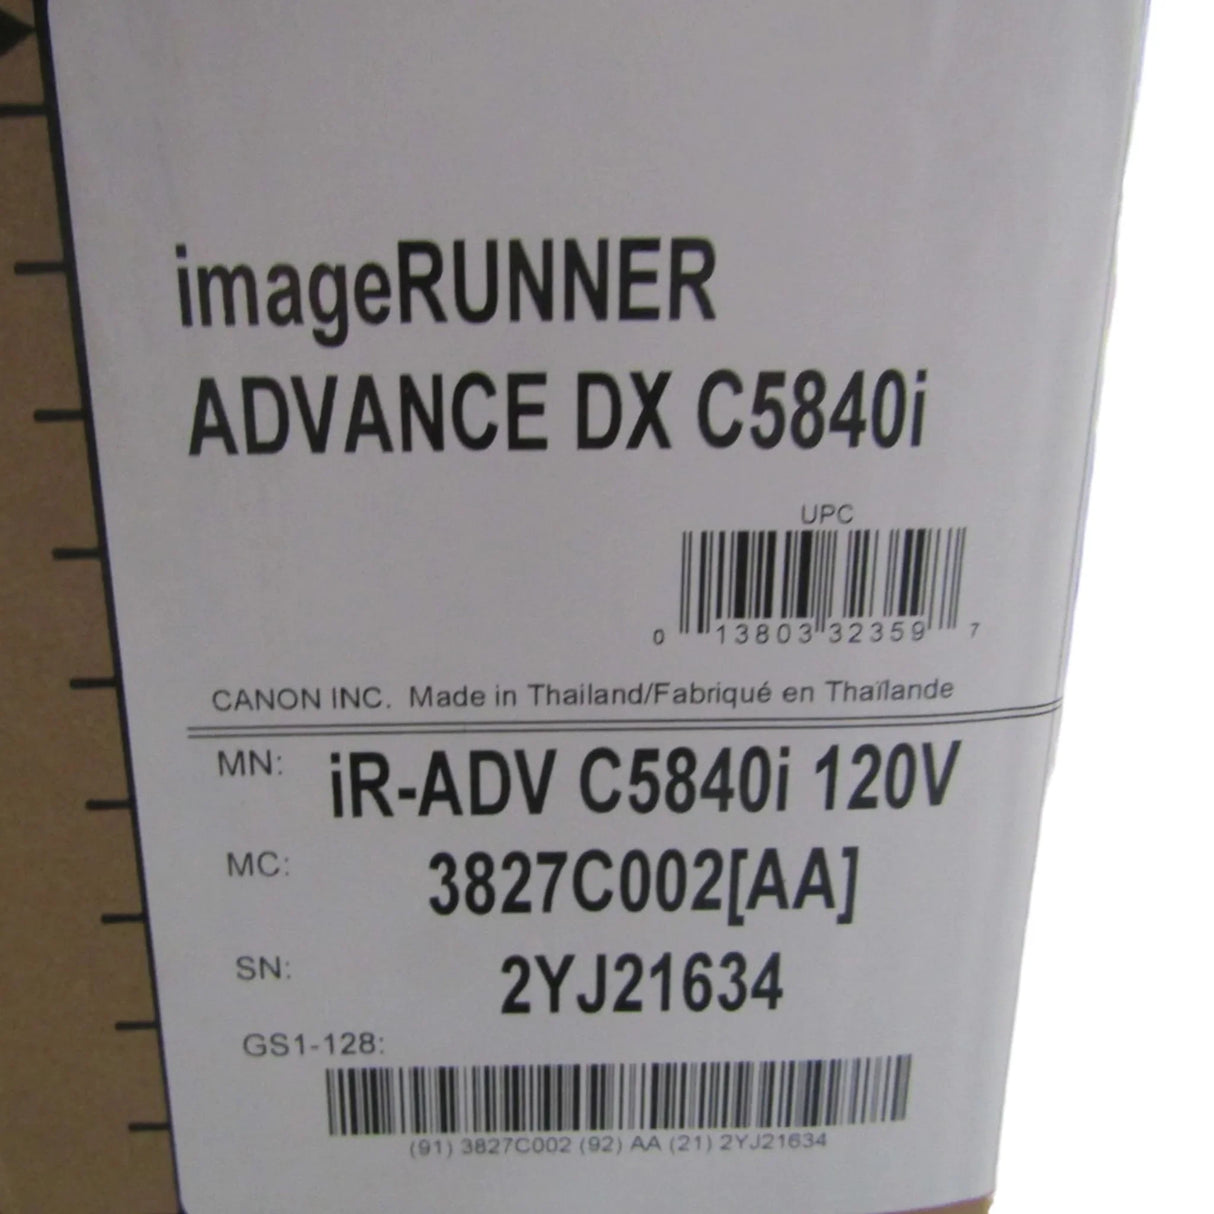 imageRUNNER
ADVANCE DX C5840i
UPC
0 13803 32359 7
CANON INC. Made in Thailand/Fabriqué en Thaïlande
MN: iR-ADV C5840i 120V
MC: 3827C002[AA]
SN: 2YJ21634
GS1-128:
(91) 3827C002 (92) AA (21) 2YJ21634